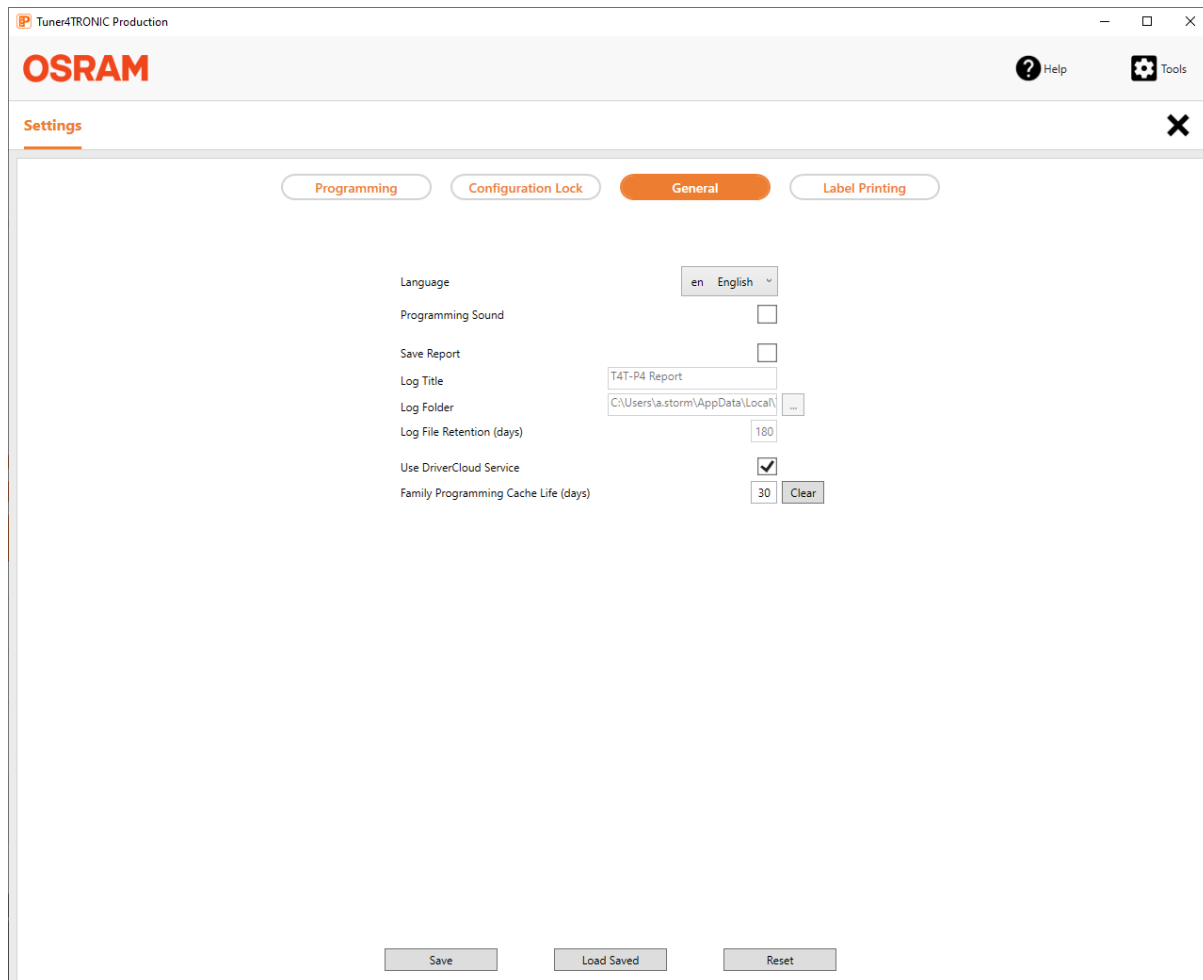 Tuner4TRONIC Production
OSRAM
Help
Tools
Settings
Programming
Configuration Lock
General
Label Printing
Language
en English
Programming Sound
Save Report
Log Title
T4T-P4 Report
Log Folder
C:\Users\a.storm\AppData\Local\
...
Log File Retention (days)
180
Use DriverCloud Service
Family Programming Cache Life (days)
30
Clear
Save
Load Saved
Reset